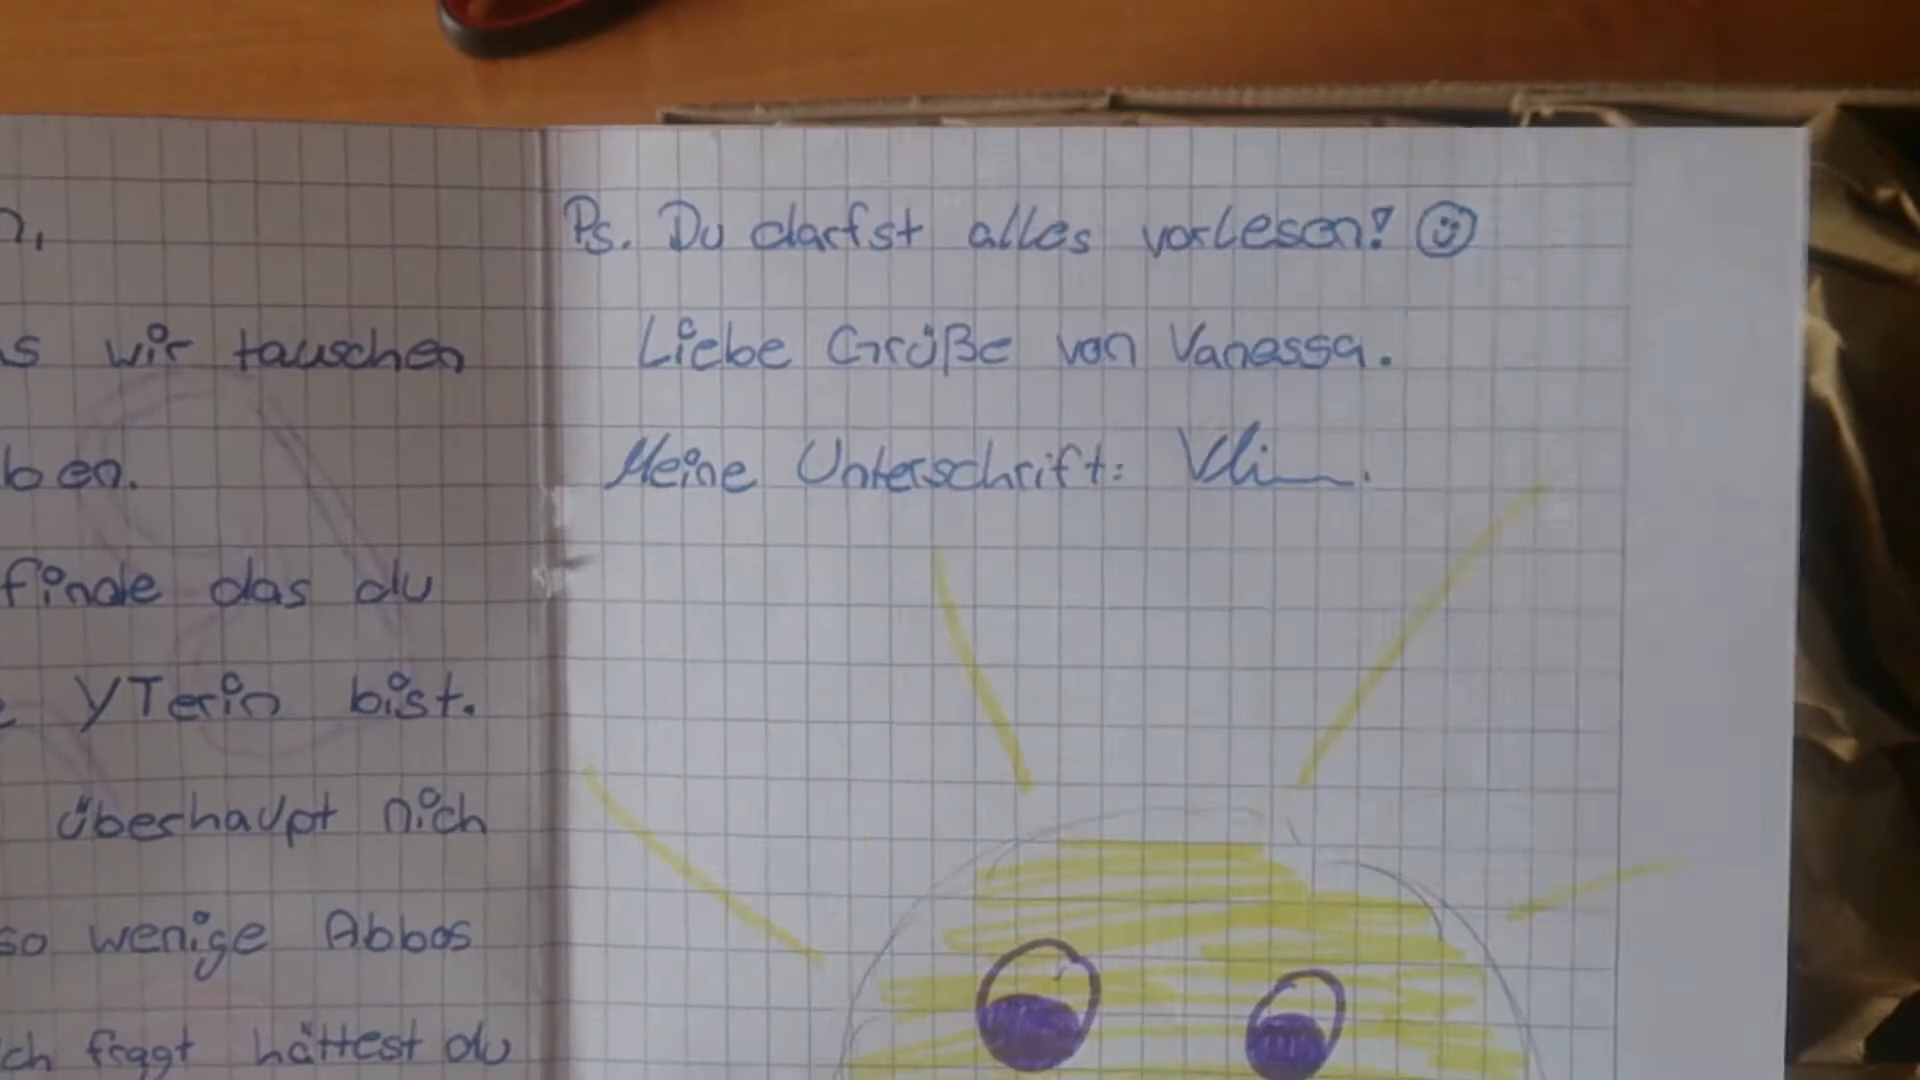 n,
s wir tauschen
ben.
finde das du
YTerin bist.
überhaupt nich
so wenige Abbos
ch fragt hättest du
Ps. Du darfst alles vorlesen!
Liebe Grüße von Vanessa.
Meine Unterschrift: